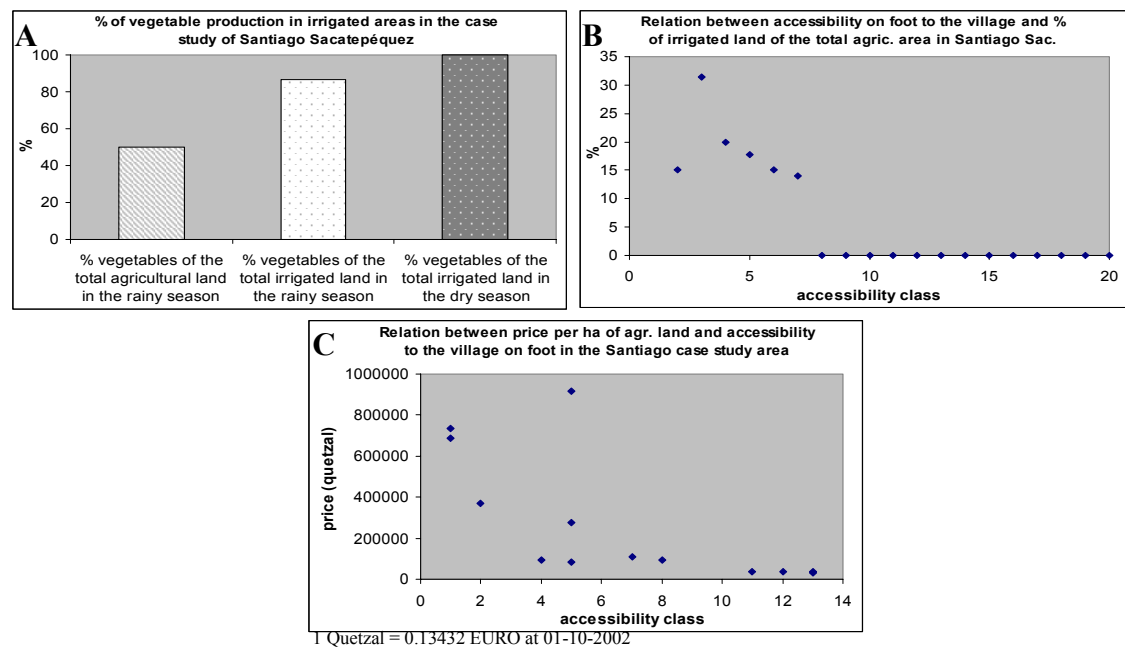 A
% of vegetable production in irrigated areas in the case
study of Santiago Sacatepéquez
100
80
60
40
20
0
%
% vegetables of the
total agricultural land
in the rainy season
% vegetables of the
total irrigated land in
the rainy season
% vegetables of the
total irrigated land in
the dry season
B
Relation between accessibility on foot to the village and %
of irrigated land of the total agric. area in Santiago Sac.
35
30
25
20
15
10
5
0
%
0 5 10 15 20
accessibility class
C
Relation between price per ha of agr. land and accessibility
to the village on foot in the Santiago case study area
1000000
800000
600000
400000
200000
0
price (quetzal)
0 2 4 6 8 10 12 14
accessibility class
1 Quetzal = 0.13432 EURO at 01-10-2002